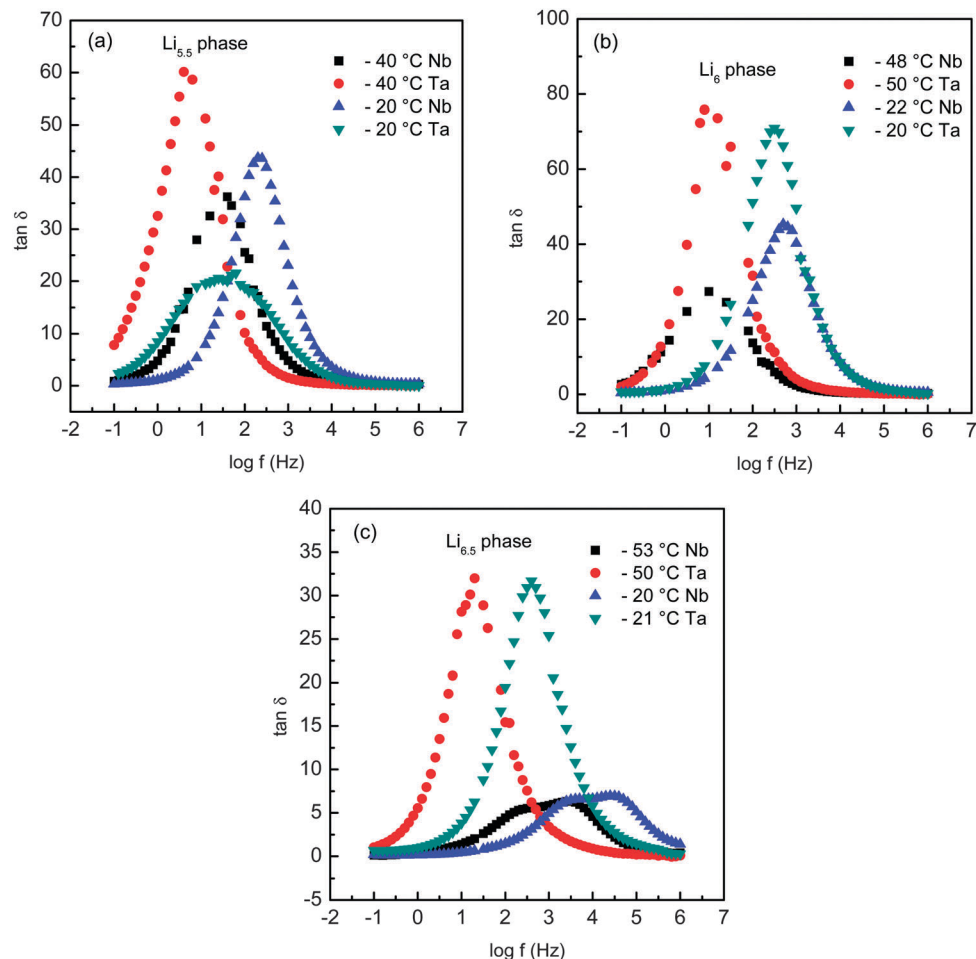 (a)
Li5.5 phase
- 40 °C Nb
- 40 °C Ta
- 20 °C Nb
- 20 °C Ta
70
60
50
40
30
20
10
0
tan δ
-2 -1 0 1 2 3 4 5 6 7
log f (Hz)
(b)
Li6 phase
- 48 °C Nb
- 50 °C Ta
- 22 °C Nb
- 20 °C Ta
100
80
60
40
20
0
tan δ
-2 -1 0 1 2 3 4 5 6 7
log f (Hz)
(c)
Li6.5 phase
- 53 °C Nb
- 50 °C Ta
- 20 °C Nb
- 21 °C Ta
40
35
30
25
20
15
10
5
0
-5
tan δ
-2 -1 0 1 2 3 4 5 6 7
log f (Hz)